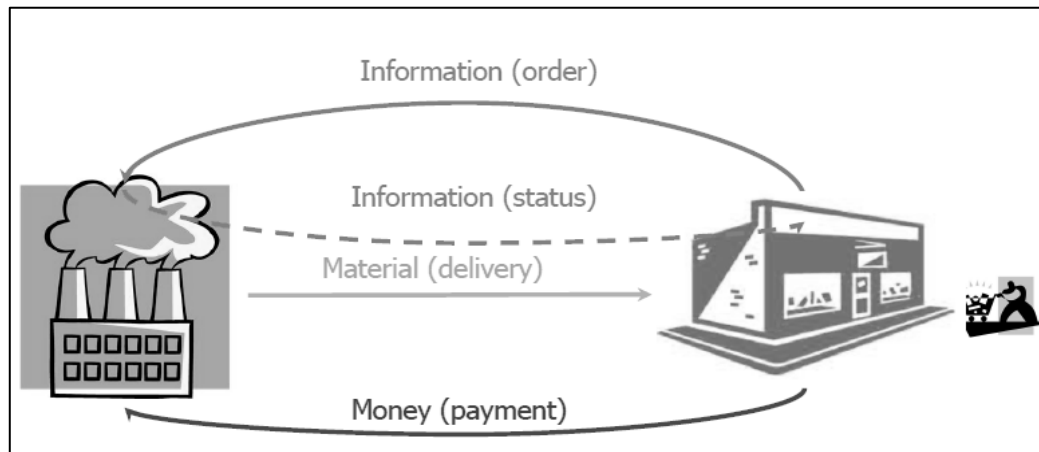 Information (order)
Information (status)
Material (delivery)
Money (payment)